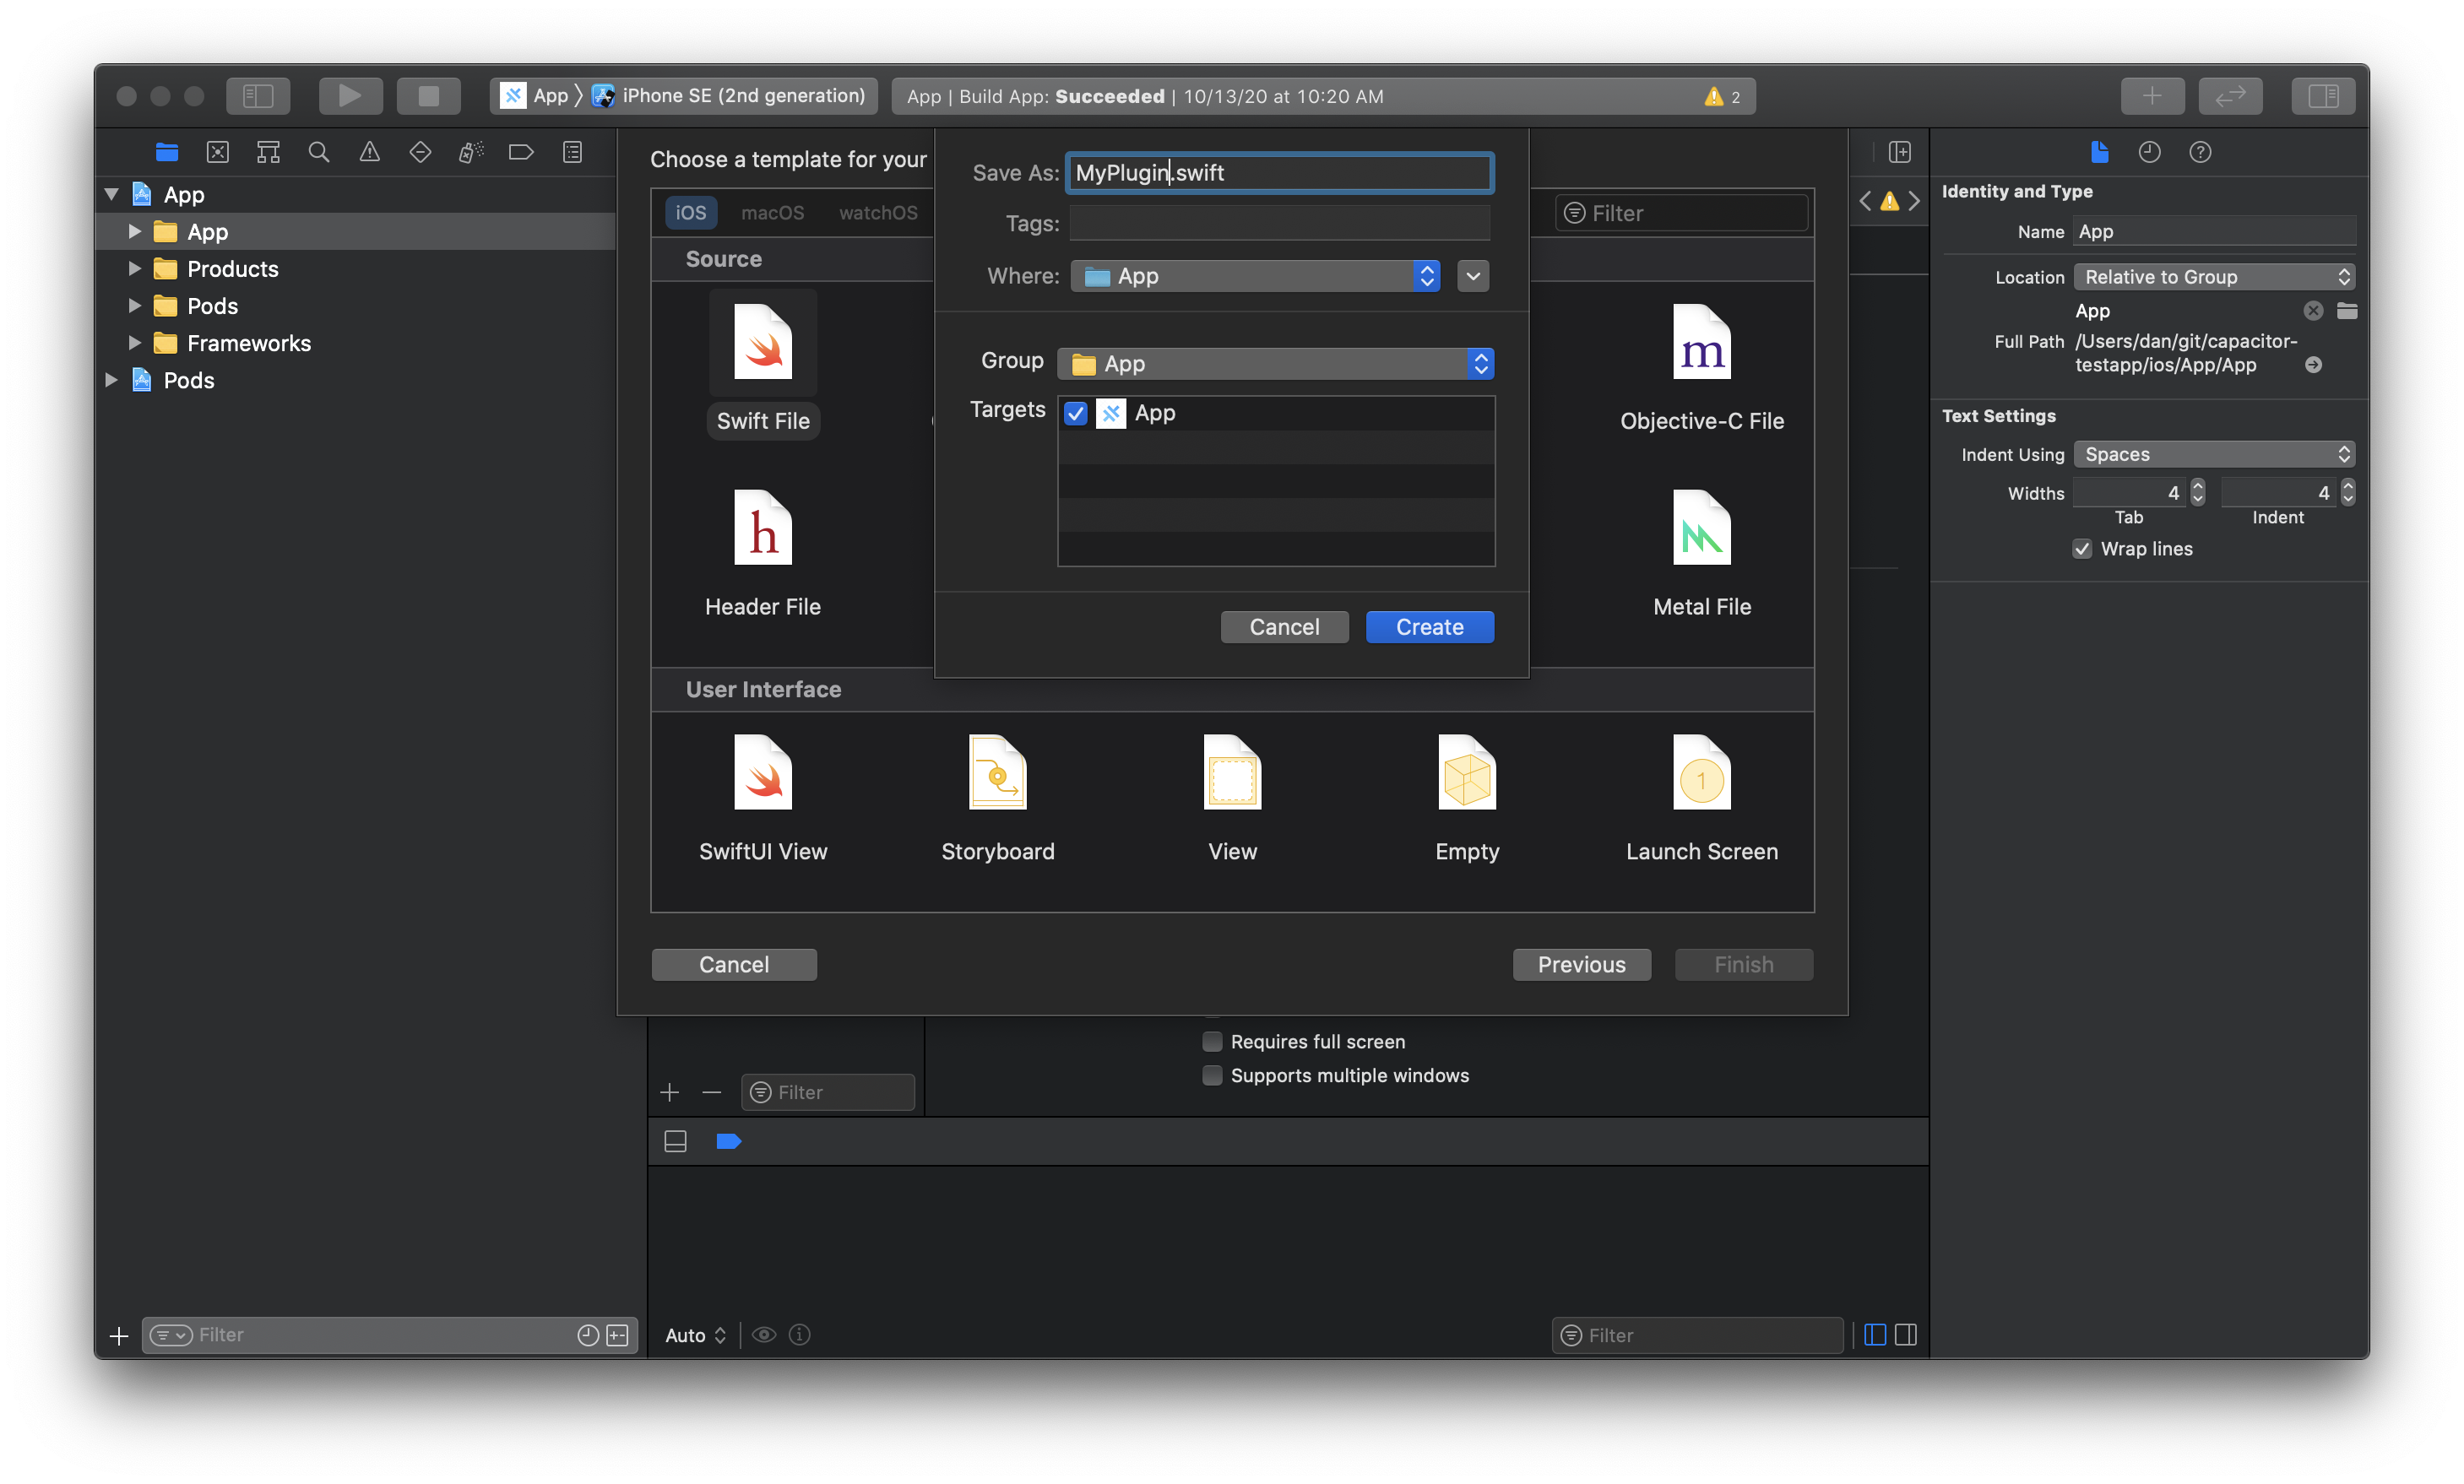 App
iPhone SE (2nd generation)
App | Build App: Succeeded | 10/13/20 at 10:20 AM
2
App
App
Products
Pods
Frameworks
Pods
Filter
Choose a template for your
iOS
macOS
watchOS
Filter
Source
Swift File
Objective-C File
Header File
Metal File
User Interface
SwiftUI View
Storyboard
View
Empty
Launch Screen
Cancel
Previous
Finish
Save As:
MyPlugin.swift
Tags:
Where:
App
Group
App
Targets
App
Cancel
Create
Requires full screen
Supports multiple windows
Filter
Auto
Filter
Identity and Type
Name
App
Location
Relative to Group
App
Full Path
/Users/dan/git/capacitor-
testapp/ios/App/App
Text Settings
Indent Using
Spaces
Widths
4
4
Tab
Indent
Wrap lines